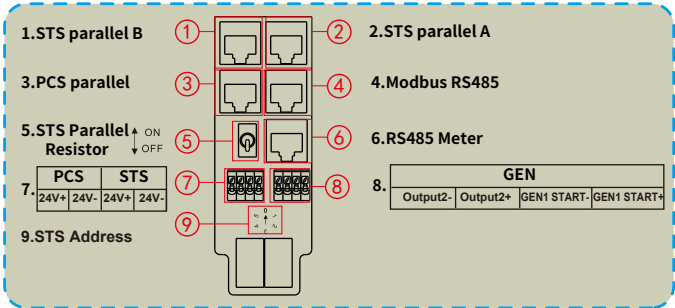 1.STS parallel B
① ②
2.STS parallel A
3.PCS parallel
③ ④
4.Modbus RS485
5.STS Parallel ON
Resistor OFF
⑤ ⑥
6.RS485 Meter
7.
PCS STS
24V+ 24V- 24V+ 24V-
⑦ ⑧
8.
GEN
Output2- Output2+ GEN1 START- GEN1 START+
9.STS Address
⑨
0